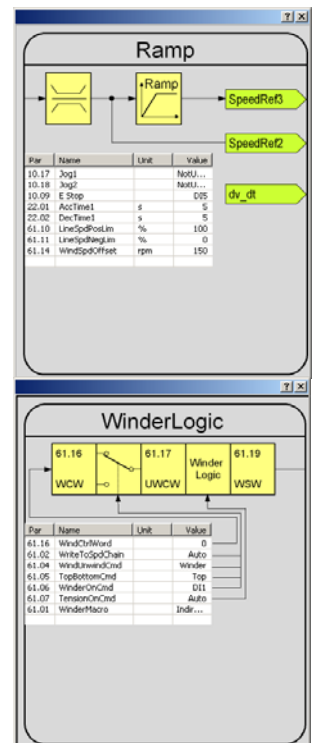 Ramp
Ramp
SpeedRef3
SpeedRef2
dv_dt
Par Name Unit Value
10.17 Jog1 NotU...
10.18 Jog2 NotU...
10.09 E Stop DI5
22.01 AccTime1 s 5
22.02 DecTime1 s 5
61.10 LineSpdPosLim % 100
61.11 LineSpdNegLim % 0
61.14 WindSpdOffset rpm 150
WinderLogic
61.16 61.17 Winder 61.19
WCW UWCW Logic WSW
Par Name Unit Value
61.16 WindCtrlWord 0
61.02 WriteToSpdChain Auto
61.04 WindUnwindCmd Winder
61.05 TopBottomCmd Top
61.06 WinderOnCmd DI1
61.07 TensionOnCmd Auto
61.01 WinderMacro Indir...